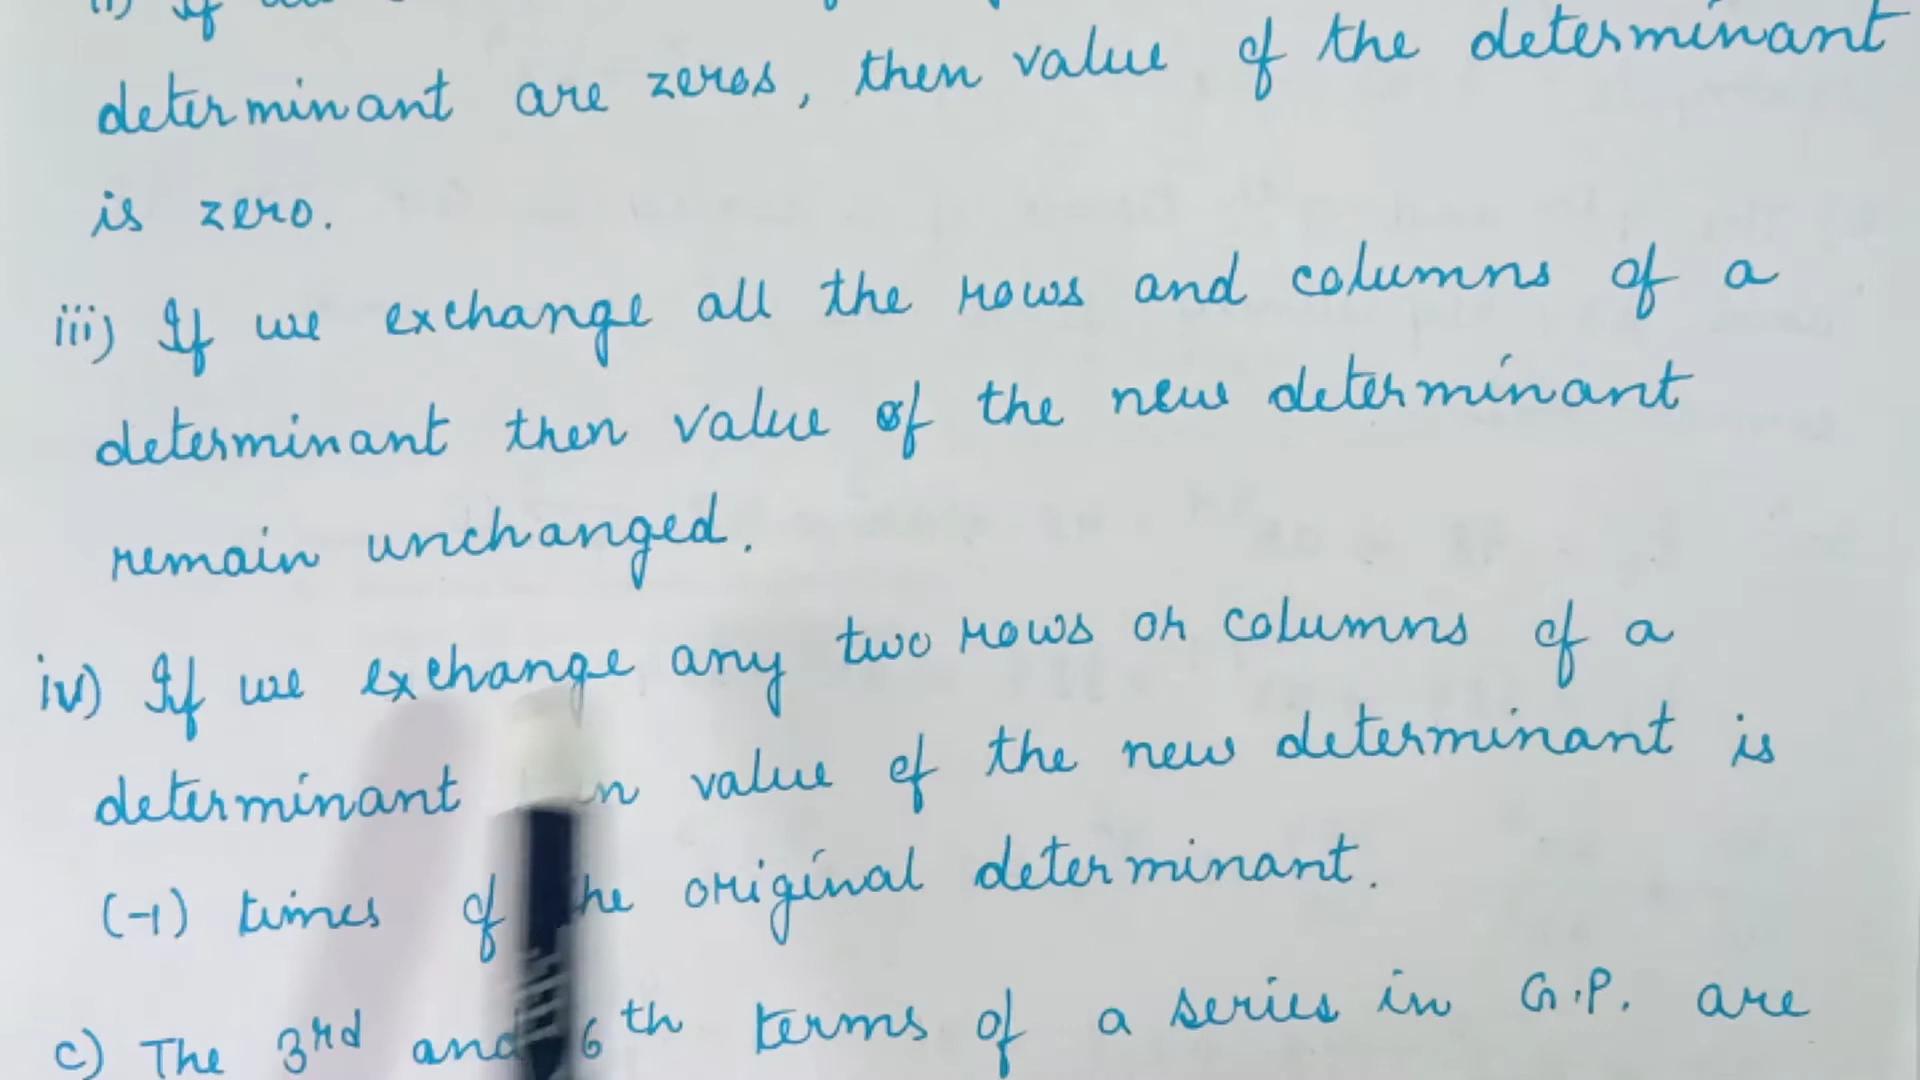 If
determinant are zeros, then value of the determinant
is zero.
iii) If we exchange all the rows and columns of a
determinant then value of the new determinant
remain unchanged.
iv) If we exchange any two rows or columns of a
determinant value of the new determinant is
(-1) times of the original determinant.
c) The 3rd and 6th terms of a series in G.P. are